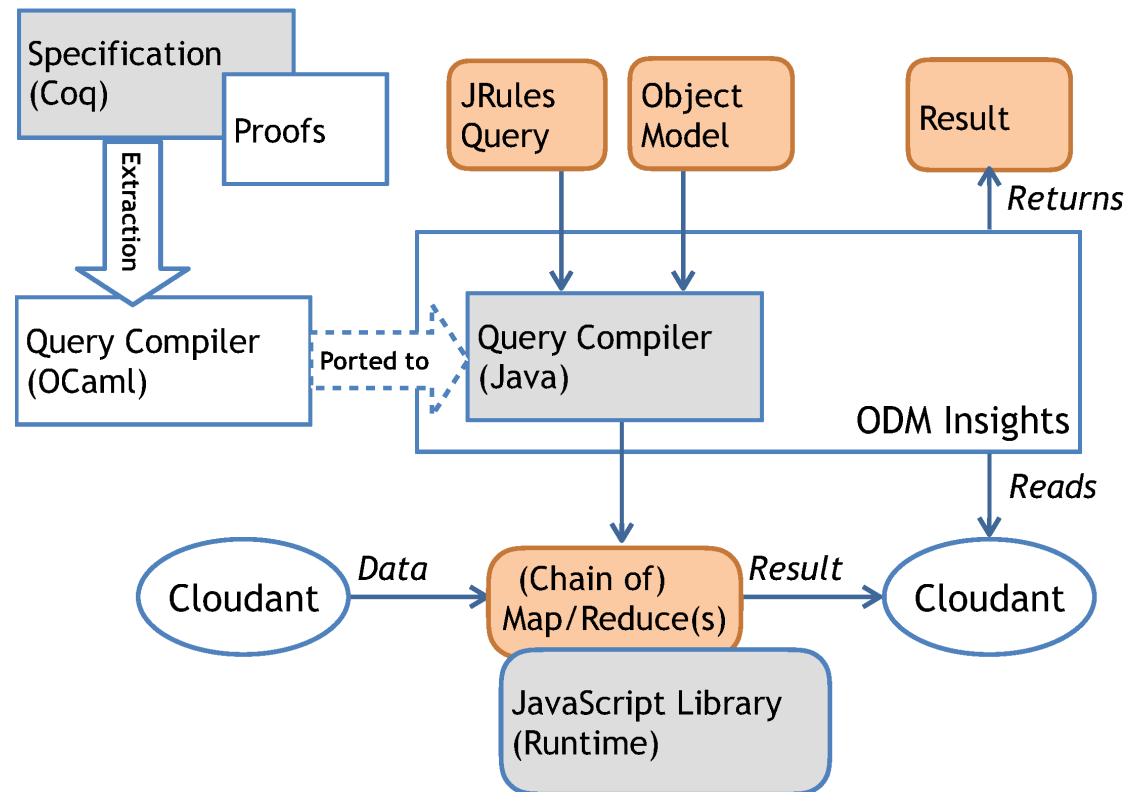 Specification
(Coq)
Proofs
JRules
Query
Object
Model
Result
Extraction
Returns
Query Compiler
(OCaml)
Ported to
Query Compiler
(Java)
ODM Insights
Reads
Cloudant
Data
(Chain of)
Map/Reduce(s)
Result
Cloudant
JavaScript Library
(Runtime)